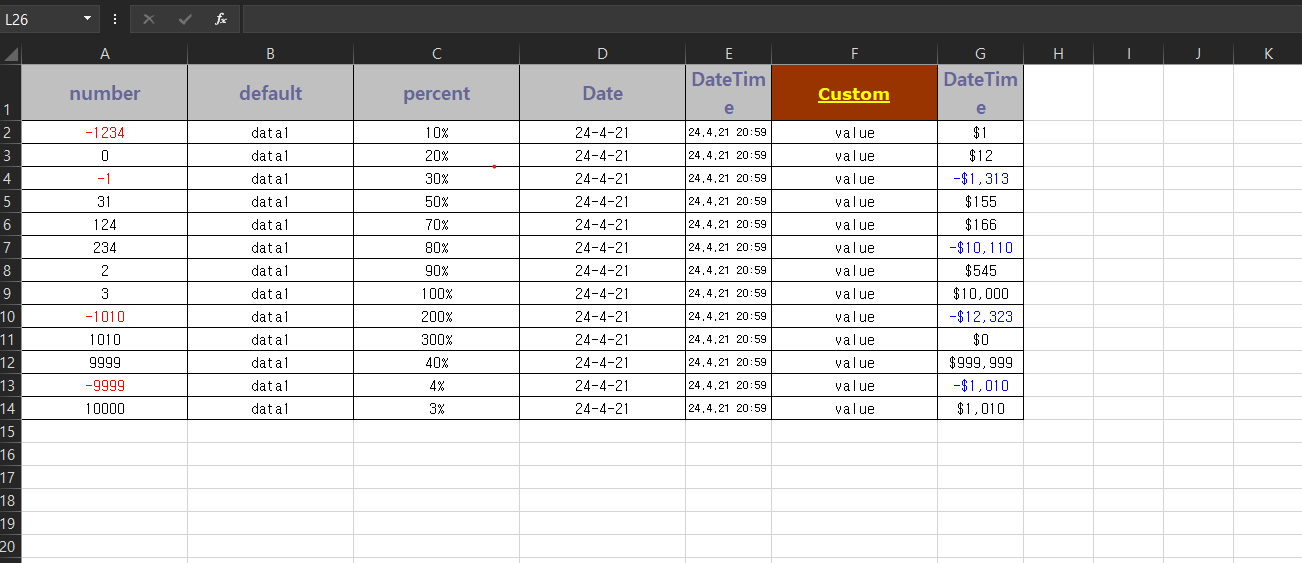 L26 fx
A B C D E F G H I J K
1 number default percent Date DateTime Custom DateTime
2 -1234 data1 10% 24-4-21 24.4.21 20:59 value $1
3 0 data1 20% 24-4-21 24.4.21 20:59 value $12
4 -1 data1 30% 24-4-21 24.4.21 20:59 value -$1,313
5 31 data1 50% 24-4-21 24.4.21 20:59 value $155
6 124 data1 70% 24-4-21 24.4.21 20:59 value $166
7 234 data1 80% 24-4-21 24.4.21 20:59 value -$10,110
8 2 data1 90% 24-4-21 24.4.21 20:59 value $545
9 3 data1 100% 24-4-21 24.4.21 20:59 value $10,000
10 -1010 data1 200% 24-4-21 24.4.21 20:59 value -$12,323
11 1010 data1 300% 24-4-21 24.4.21 20:59 value $0
12 9999 data1 40% 24-4-21 24.4.21 20:59 value $999,999
13 -9999 data1 4% 24-4-21 24.4.21 20:59 value -$1,010
14 10000 data1 3% 24-4-21 24.4.21 20:59 value $1,010
15
16
17
18
19
20